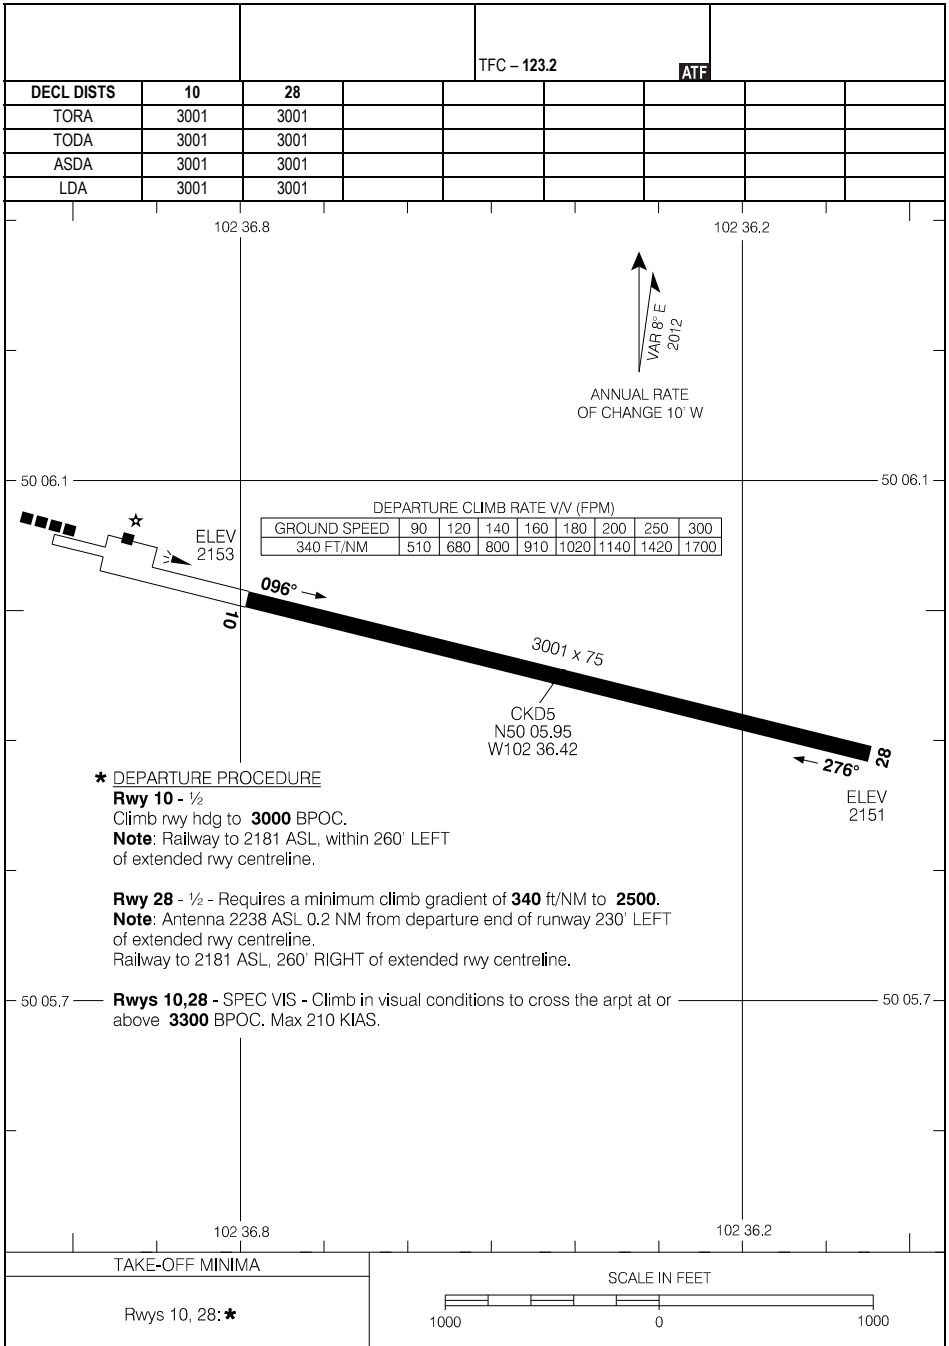 TFC – 123.2 ATF
DECL DISTS 10 28
TORA 3001 3001
TODA 3001 3001
ASDA 3001 3001
LDA 3001 3001
102 36.8 102 36.2
VAR 8° E
2012
ANNUAL RATE
OF CHANGE 10' W
50 06.1 50 06.1
DEPARTURE CLIMB RATE V/V (FPM)
GROUND SPEED 90 120 140 160 180 200 250 300
340 FT/NM 510 680 800 910 1020 1140 1420 1700
ELEV
2153
096°
10
3001 x 75
CKD5
N50 05.95
W102 36.42
276°
28
ELEV
2151
* DEPARTURE PROCEDURE
Rwy 10 - ½
Climb rwy hdg to 3000 BPOC.
Note: Railway to 2181 ASL, within 260' LEFT
of extended rwy centreline.
Rwy 28 - ½ - Requires a minimum climb gradient of 340 ft/NM to 2500.
Note: Antenna 2238 ASL 0.2 NM from departure end of runway 230' LEFT
of extended rwy centreline.
Railway to 2181 ASL, 260' RIGHT of extended rwy centreline.
50 05.7 Rwys 10,28 - SPEC VIS - Climb in visual conditions to cross the arpt at or 50 05.7
above 3300 BPOC. Max 210 KIAS.
102 36.8 102 36.2
TAKE-OFF MINIMA
Rwys 10, 28: *
SCALE IN FEET
1000 0 1000